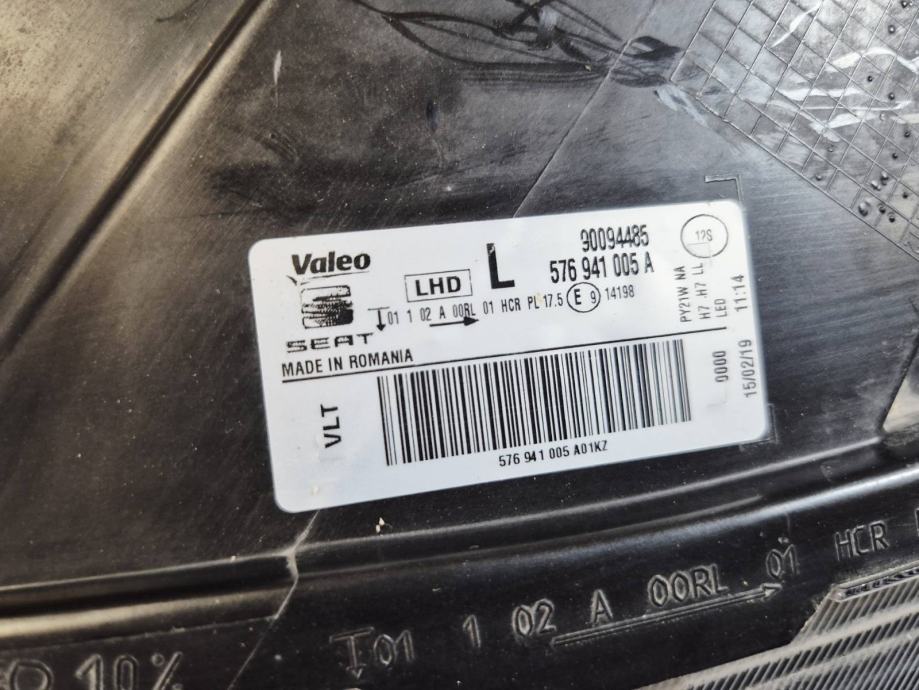 Valeo
SEAT
MADE IN ROMANIA
LHD
L
90094485
576 941 005 A
01 1 02 A 00RL 01 HCR PL 17.5 E 9 14198
12S
PY21W NA
H7 .H7 LL
LED 11:14
0000 15/02/19
VLT
576 941 005 A01KZ
01 1 02 A 00RL 01 HCR
10%